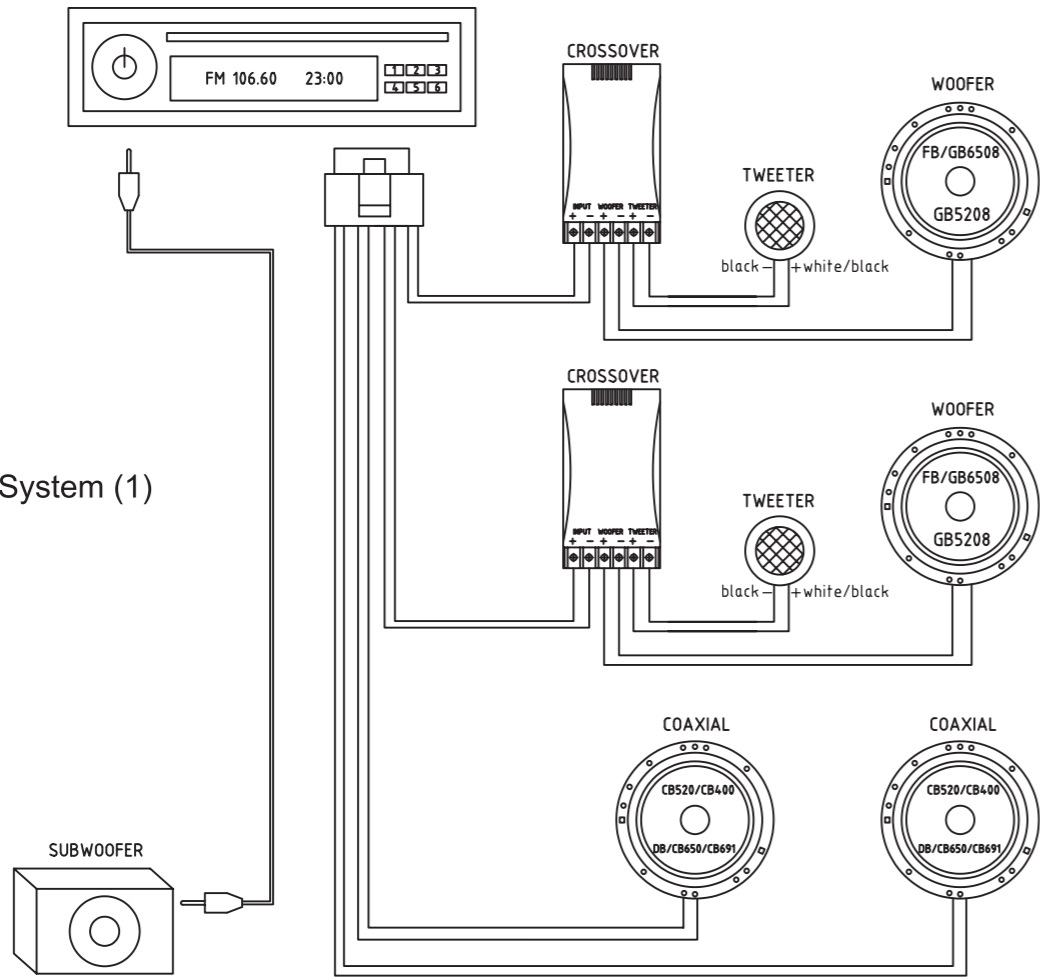 FM 106.60 23:00
1 2 3
4 5 6
CROSSOVER
INPUT WOOFER TWEETER
+ − + − + −
TWEETER
black − + white/black
WOOFER
FB/GB6508
GB5208
System (1)
CROSSOVER
INPUT WOOFER TWEETER
+ − + − + −
TWEETER
black − + white/black
WOOFER
FB/GB6508
GB5208
COAXIAL
CB520/CB400
DB/CB650/CB691
COAXIAL
CB520/CB400
DB/CB650/CB691
SUBWOOFER